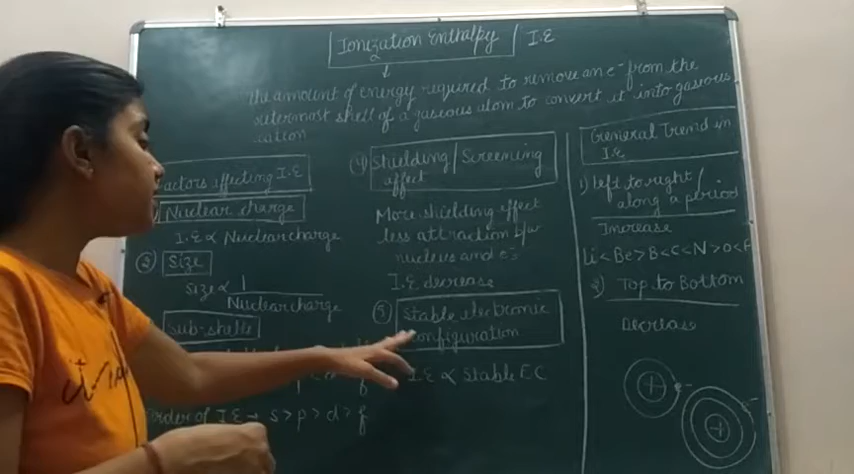 Ionization Enthalpy I.E
The amount of energy required to remove an e⁻ from the
outermost shell of a gaseous atom to convert it into gaseous
cation
actors affecting I.E
Nuclear charge
I.E ∝ Nuclear charge
② Size
Size ∝ 1
Nuclear charge
sub-shells
Order of I.E → s > p > d > f
④ Shielding / Screening
effect
More shielding effect
less attraction b/w
nucleus and e⁻s
I.E decrease
⑤ Stable electronic
configuration
I.E ∝ Stable EC
General Trend in
I.E
1) left to right /
along a period
Increase
Li < Be > B < C < N > O < F
2) Top to Bottom
Decrease
+ e⁻
+ e⁻